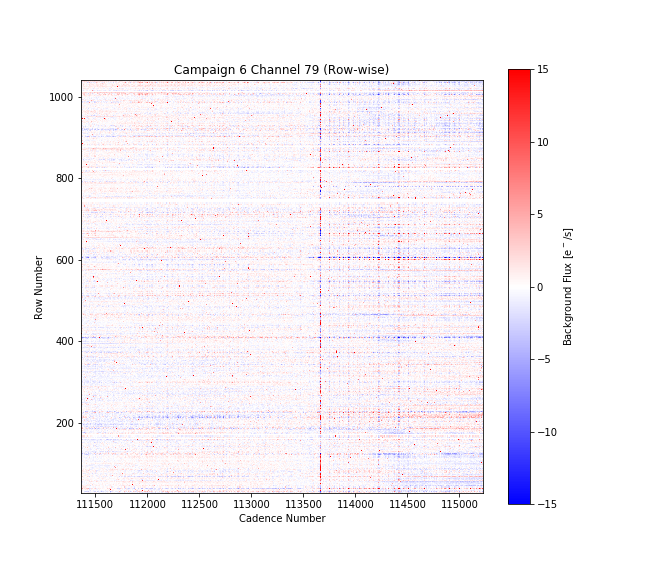 Campaign 6 Channel 79 (Row-wise)
1000
800
600
400
200
Row Number
111500 112000 112500 113000 113500 114000 114500 115000
Cadence Number
15
10
5
0
−5
−10
−15
Background Flux [e⁻/s]